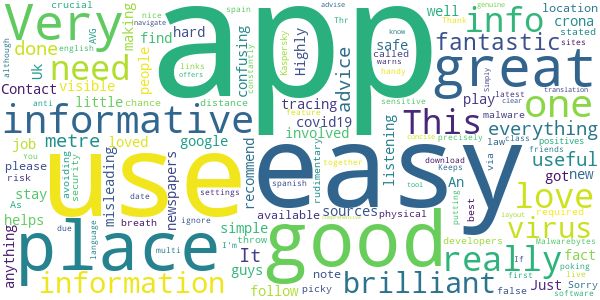 Very
app
great
info
fantastic
need
informative
metre
use
easy
place
good
information
one
This
everything
useful
love
virus
really
brilliant
Just
Sorry
advice
Highly
confusing
making
done
find
hard
safe
called
warns
handy
constantly
people
nice
navigate
crucial
AVG
english
spain
links
offers
Kaspersky
Thr
advise
genuine
know
sites
location
crona
stated
well
Uk
Contact
visible
little
chance
distance
tracing
feature
covid19
anti
sensitive
play
latest
clear
translation
malware
simply
although
job
loved
google
involved
listening
recommend
rudimentary
please
You
risk
stay
As
helps
avoiding
security
misleading
newspapers
settings
together
download
Keeps
spanish
tool
concise
law
class
via
precisely
positives
friends
An
got
new
best
putting
layout
required
anything
date
breath
ignore
due
multi
language
It
guys
available
sources
physical
simple
I'm
throw
follow
picky
note
developers
If
first
false
fact
poking
Malwarebytes
live
software
Thank